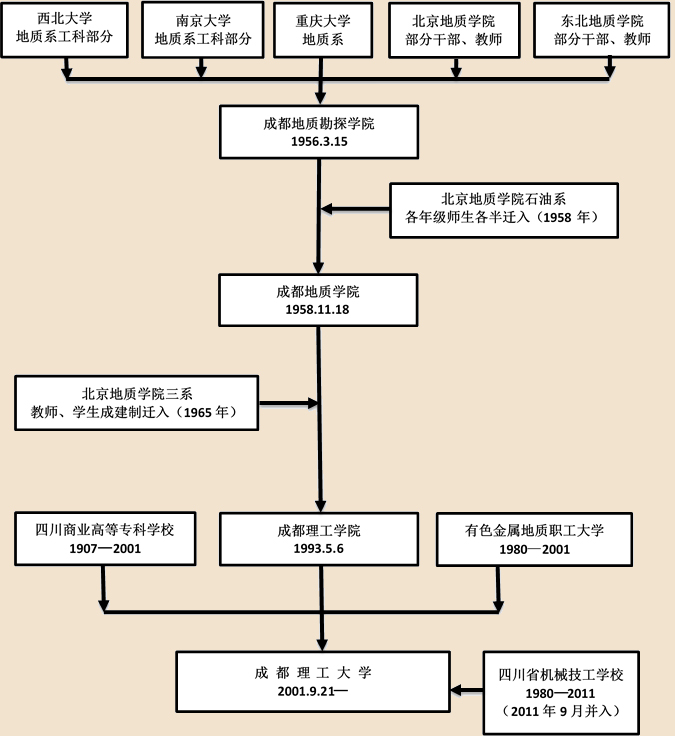 西北大学
地质系工科部分
南京大学
地质系工科部分
重庆大学
地质系
北京地质学院
部分干部、教师
东北地质学院
部分干部、教师
成都地质勘探学院
1956.3.15
北京地质学院石油系
各年级师生各半迁入（1958 年）
成都地质学院
1958.11.18
北京地质学院三系
教师、学生成建制迁入（1965 年）
四川商业高等专科学校
1907—2001
成都理工学院
1993.5.6
有色金属地质职工大学
1980—2001
成 都 理 工 大 学
2001.9.21—
四川省机械技工学校
1980—2011
（2011 年 9 月并入）